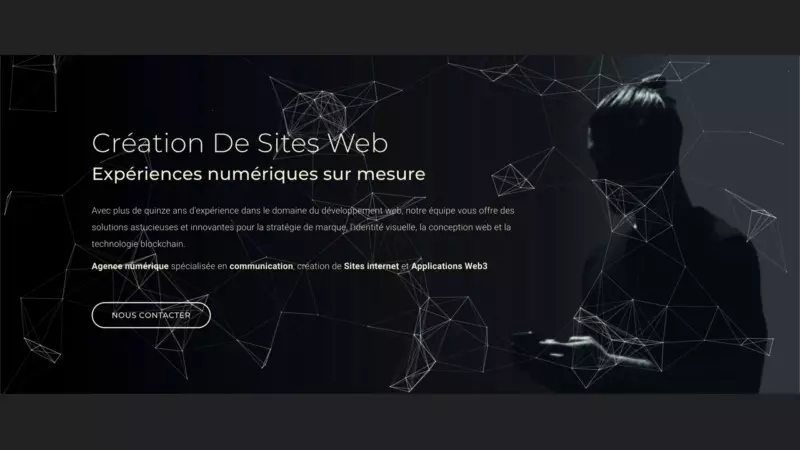 Création De Sites Web
Expériences numériques sur mesure
Avec plus de quinze ans d'expérience dans le domaine du développement web, notre équipe vous offre des
solutions astucieuses et innovantes pour la stratégie de marque, l'identité visuelle, la conception web et la
technologie blockchain.
Agence numérique spécialisée en communication, création de Sites internet et Applications Web3
NOUS CONTACTER